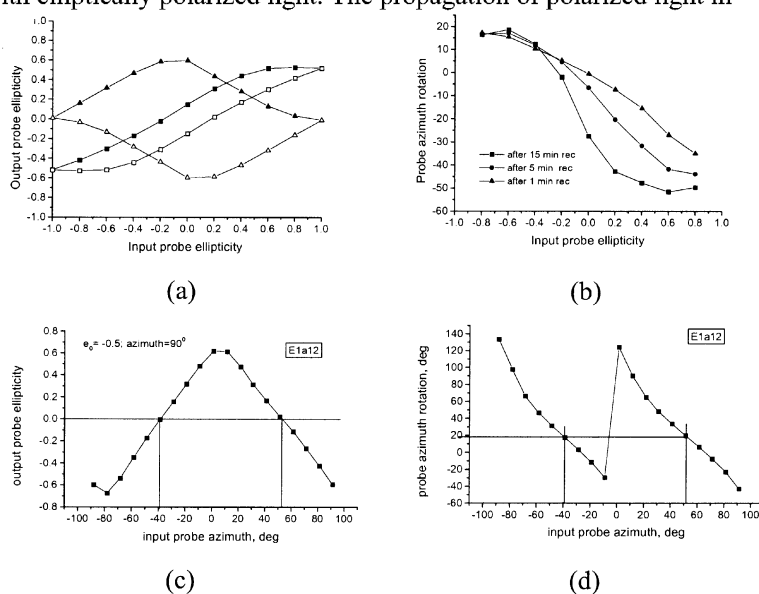 ith elliptically polarized light. The propagation of polarized light in
1.0
0.8
0.6
0.4
0.2
0.0
-0.2
-0.4
-0.6
-0.8
-1.0
Output probe ellipticity
-1.0 -0.8 -0.6 -0.4 -0.2 0.0 0.2 0.4 0.6 0.8 1.0
Input probe ellipticity
(a)
20
10
0
-10
-20
-30
-40
-50
-60
Probe azimuth rotation
after 15 min rec
after 5 min rec
after 1 min rec
-1.0 -0.8 -0.6 -0.4 -0.2 0.0 0.2 0.4 0.6 0.8 1.0
Input probe ellipticity
(b)
0.8
0.6
0.4
0.2
0.0
-0.2
-0.4
-0.6
-0.8
output probe ellipticity
e₀= -0.5; azimuth=90⁰
E1a12
-100 -80 -60 -40 -20 0 20 40 60 80 100
input probe azimuth, deg
(c)
140
120
100
80
60
40
20
0
-20
-40
-60
probe azimuth rotation, deg
E1a12
-100 -80 -60 -40 -20 0 20 40 60 80 100
input probe azimuth, deg
(d)